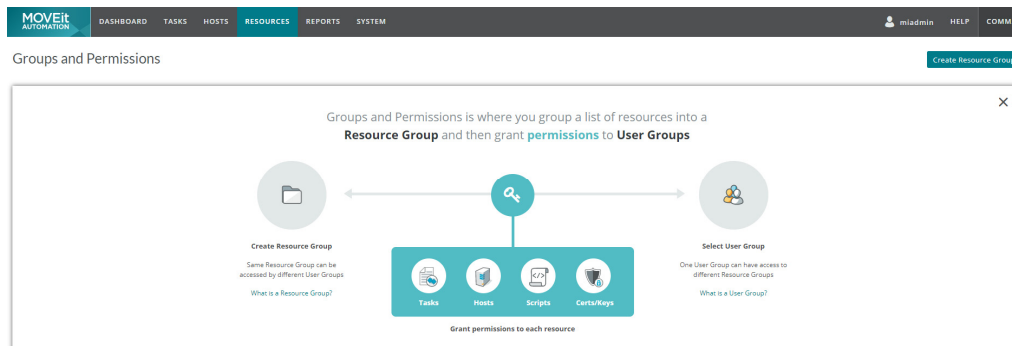 MOVEit
AUTOMATION
DASHBOARD TASKS HOSTS RESOURCES REPORTS SYSTEM
miadmin HELP COMM
Groups and Permissions
Create Resource Group
Groups and Permissions is where you group a list of resources into a
Resource Group and then grant permissions to User Groups
Create Resource Group
Same Resource Group can be
accessed by different User Groups
What is a Resource Group?
Tasks Hosts Scripts Certs/Keys
Grant permissions to each resource
Select User Group
One User Group can have access to
different Resource Groups
What is a User Group?